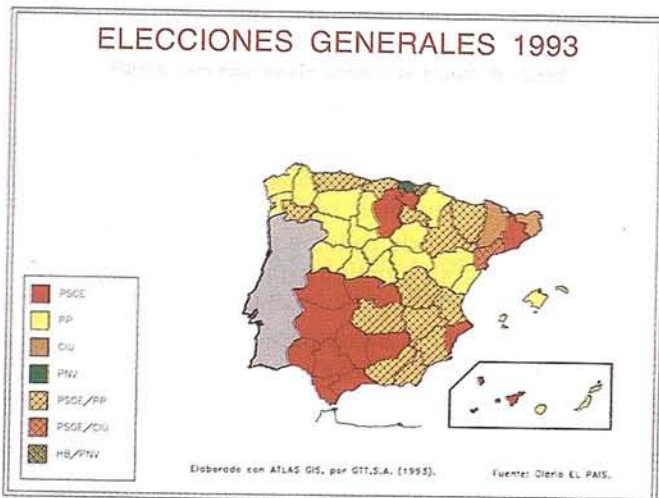 ELECCIONES GENERALES 1993
PSOE
PP
CIU
PNV
PSOE/PP
PSOE/CIU
HB/PNV
Elaborado con ATLAS GIS, por GTT,S.A. (1993).
Fuente: Diario EL PAIS.